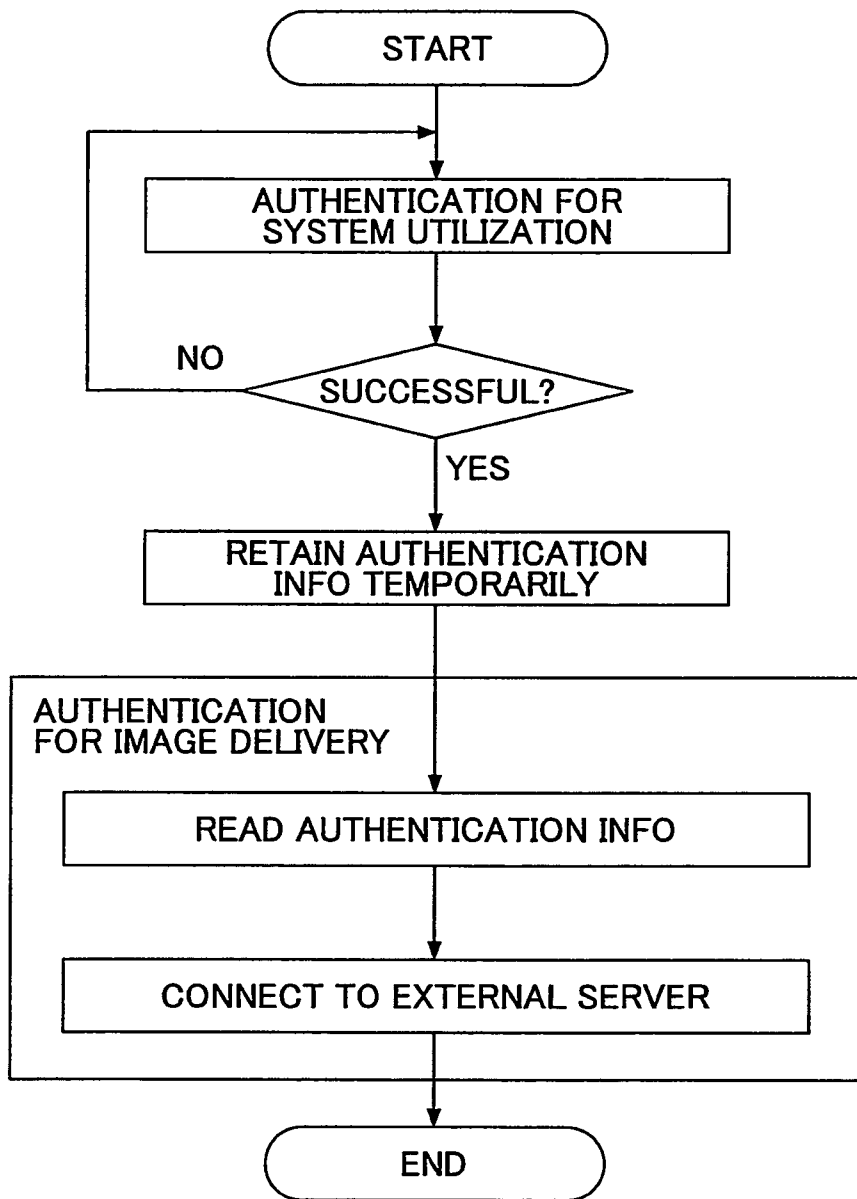 START
AUTHENTICATION FOR
SYSTEM UTILIZATION
NO
SUCCESSFUL?
YES
RETAIN AUTHENTICATION
INFO TEMPORARILY
AUTHENTICATION
FOR IMAGE DELIVERY
READ AUTHENTICATION INFO
CONNECT TO EXTERNAL SERVER
END